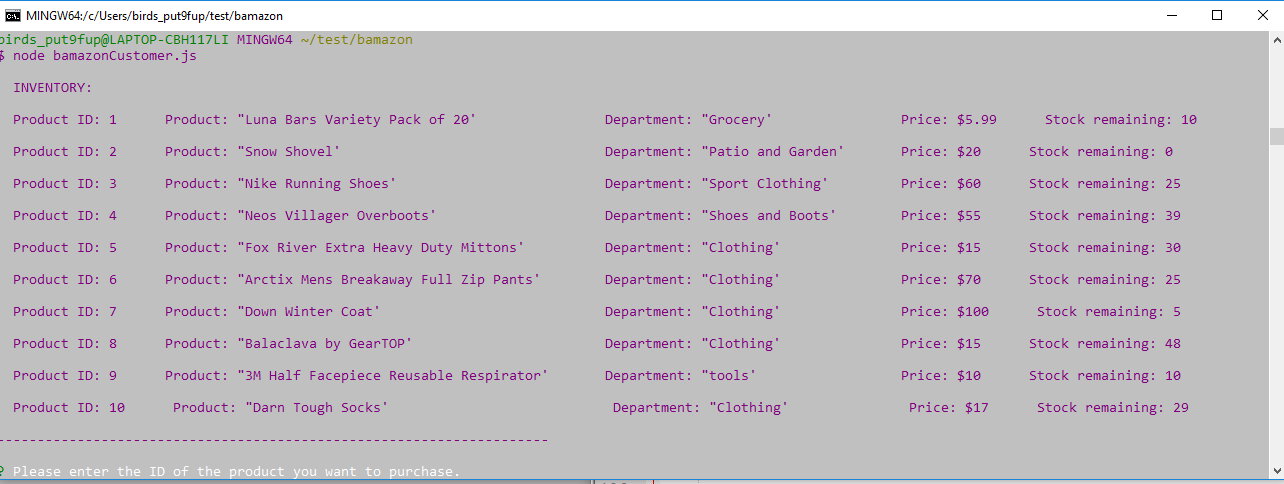 MINGW64:/c/Users/birds_put9fup/test/bamazon
birds_put9fup@LAPTOP-CBH117LI MINGW64 ~/test/bamazon
$ node bamazonCustomer.js
INVENTORY:
Product ID: 1 Product: "Luna Bars Variety Pack of 20' Department: "Grocery' Price: $5.99 Stock remaining: 10
Product ID: 2 Product: "Snow Shovel' Department: "Patio and Garden' Price: $20 Stock remaining: 0
Product ID: 3 Product: "Nike Running Shoes' Department: "Sport Clothing' Price: $60 Stock remaining: 25
Product ID: 4 Product: "Neos Villager Overboots' Department: "Shoes and Boots' Price: $55 Stock remaining: 39
Product ID: 5 Product: "Fox River Extra Heavy Duty Mittons' Department: "Clothing' Price: $15 Stock remaining: 30
Product ID: 6 Product: "Arctix Mens Breakaway Full Zip Pants' Department: "Clothing' Price: $70 Stock remaining: 25
Product ID: 7 Product: "Down Winter Coat' Department: "Clothing' Price: $100 Stock remaining: 5
Product ID: 8 Product: "Balaclava by GearTOP' Department: "Clothing' Price: $15 Stock remaining: 48
Product ID: 9 Product: "3M Half Facepiece Reusable Respirator' Department: "tools' Price: $10 Stock remaining: 10
Product ID: 10 Product: "Darn Tough Socks' Department: "Clothing' Price: $17 Stock remaining: 29
---------------------------------------------------------------------
? Please enter the ID of the product you want to purchase.